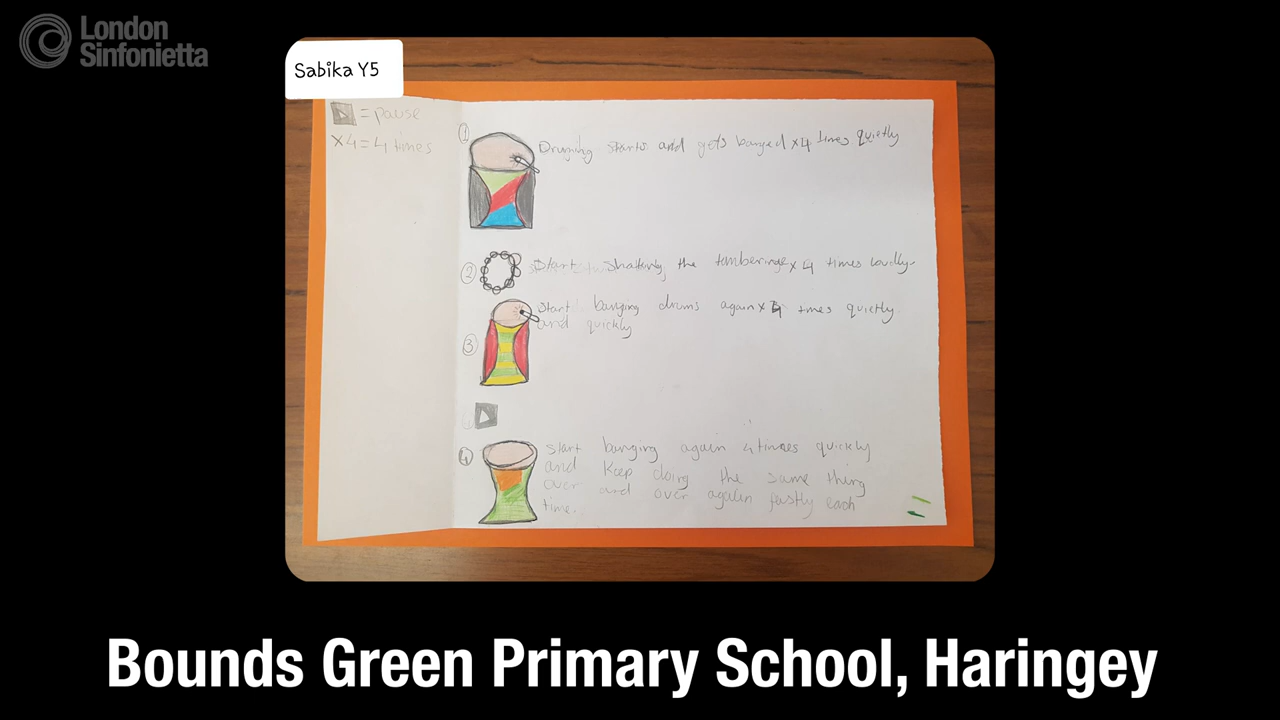 London
Sinfonietta
Sabika Y5
= pause
x4 = 4 times
1 Druming starts and gets banged x4 times quietly
2 Start shaking the tamberinge x 4 times loudly.
Start banging drums again x 4 times quietly
and quickly
3
4 Start banging again 4 times quickly
and keep doing the same thing
over and over again fastly each
time.
Bounds Green Primary School, Haringey